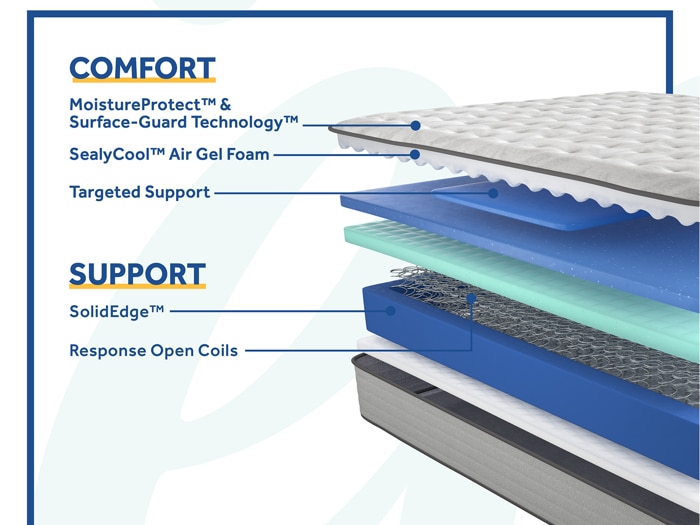 COMFORT
MoistureProtect™ &
Surface-Guard Technology™
SealyCool™ Air Gel Foam
Targeted Support
SUPPORT
SolidEdge™
Response Open Coils